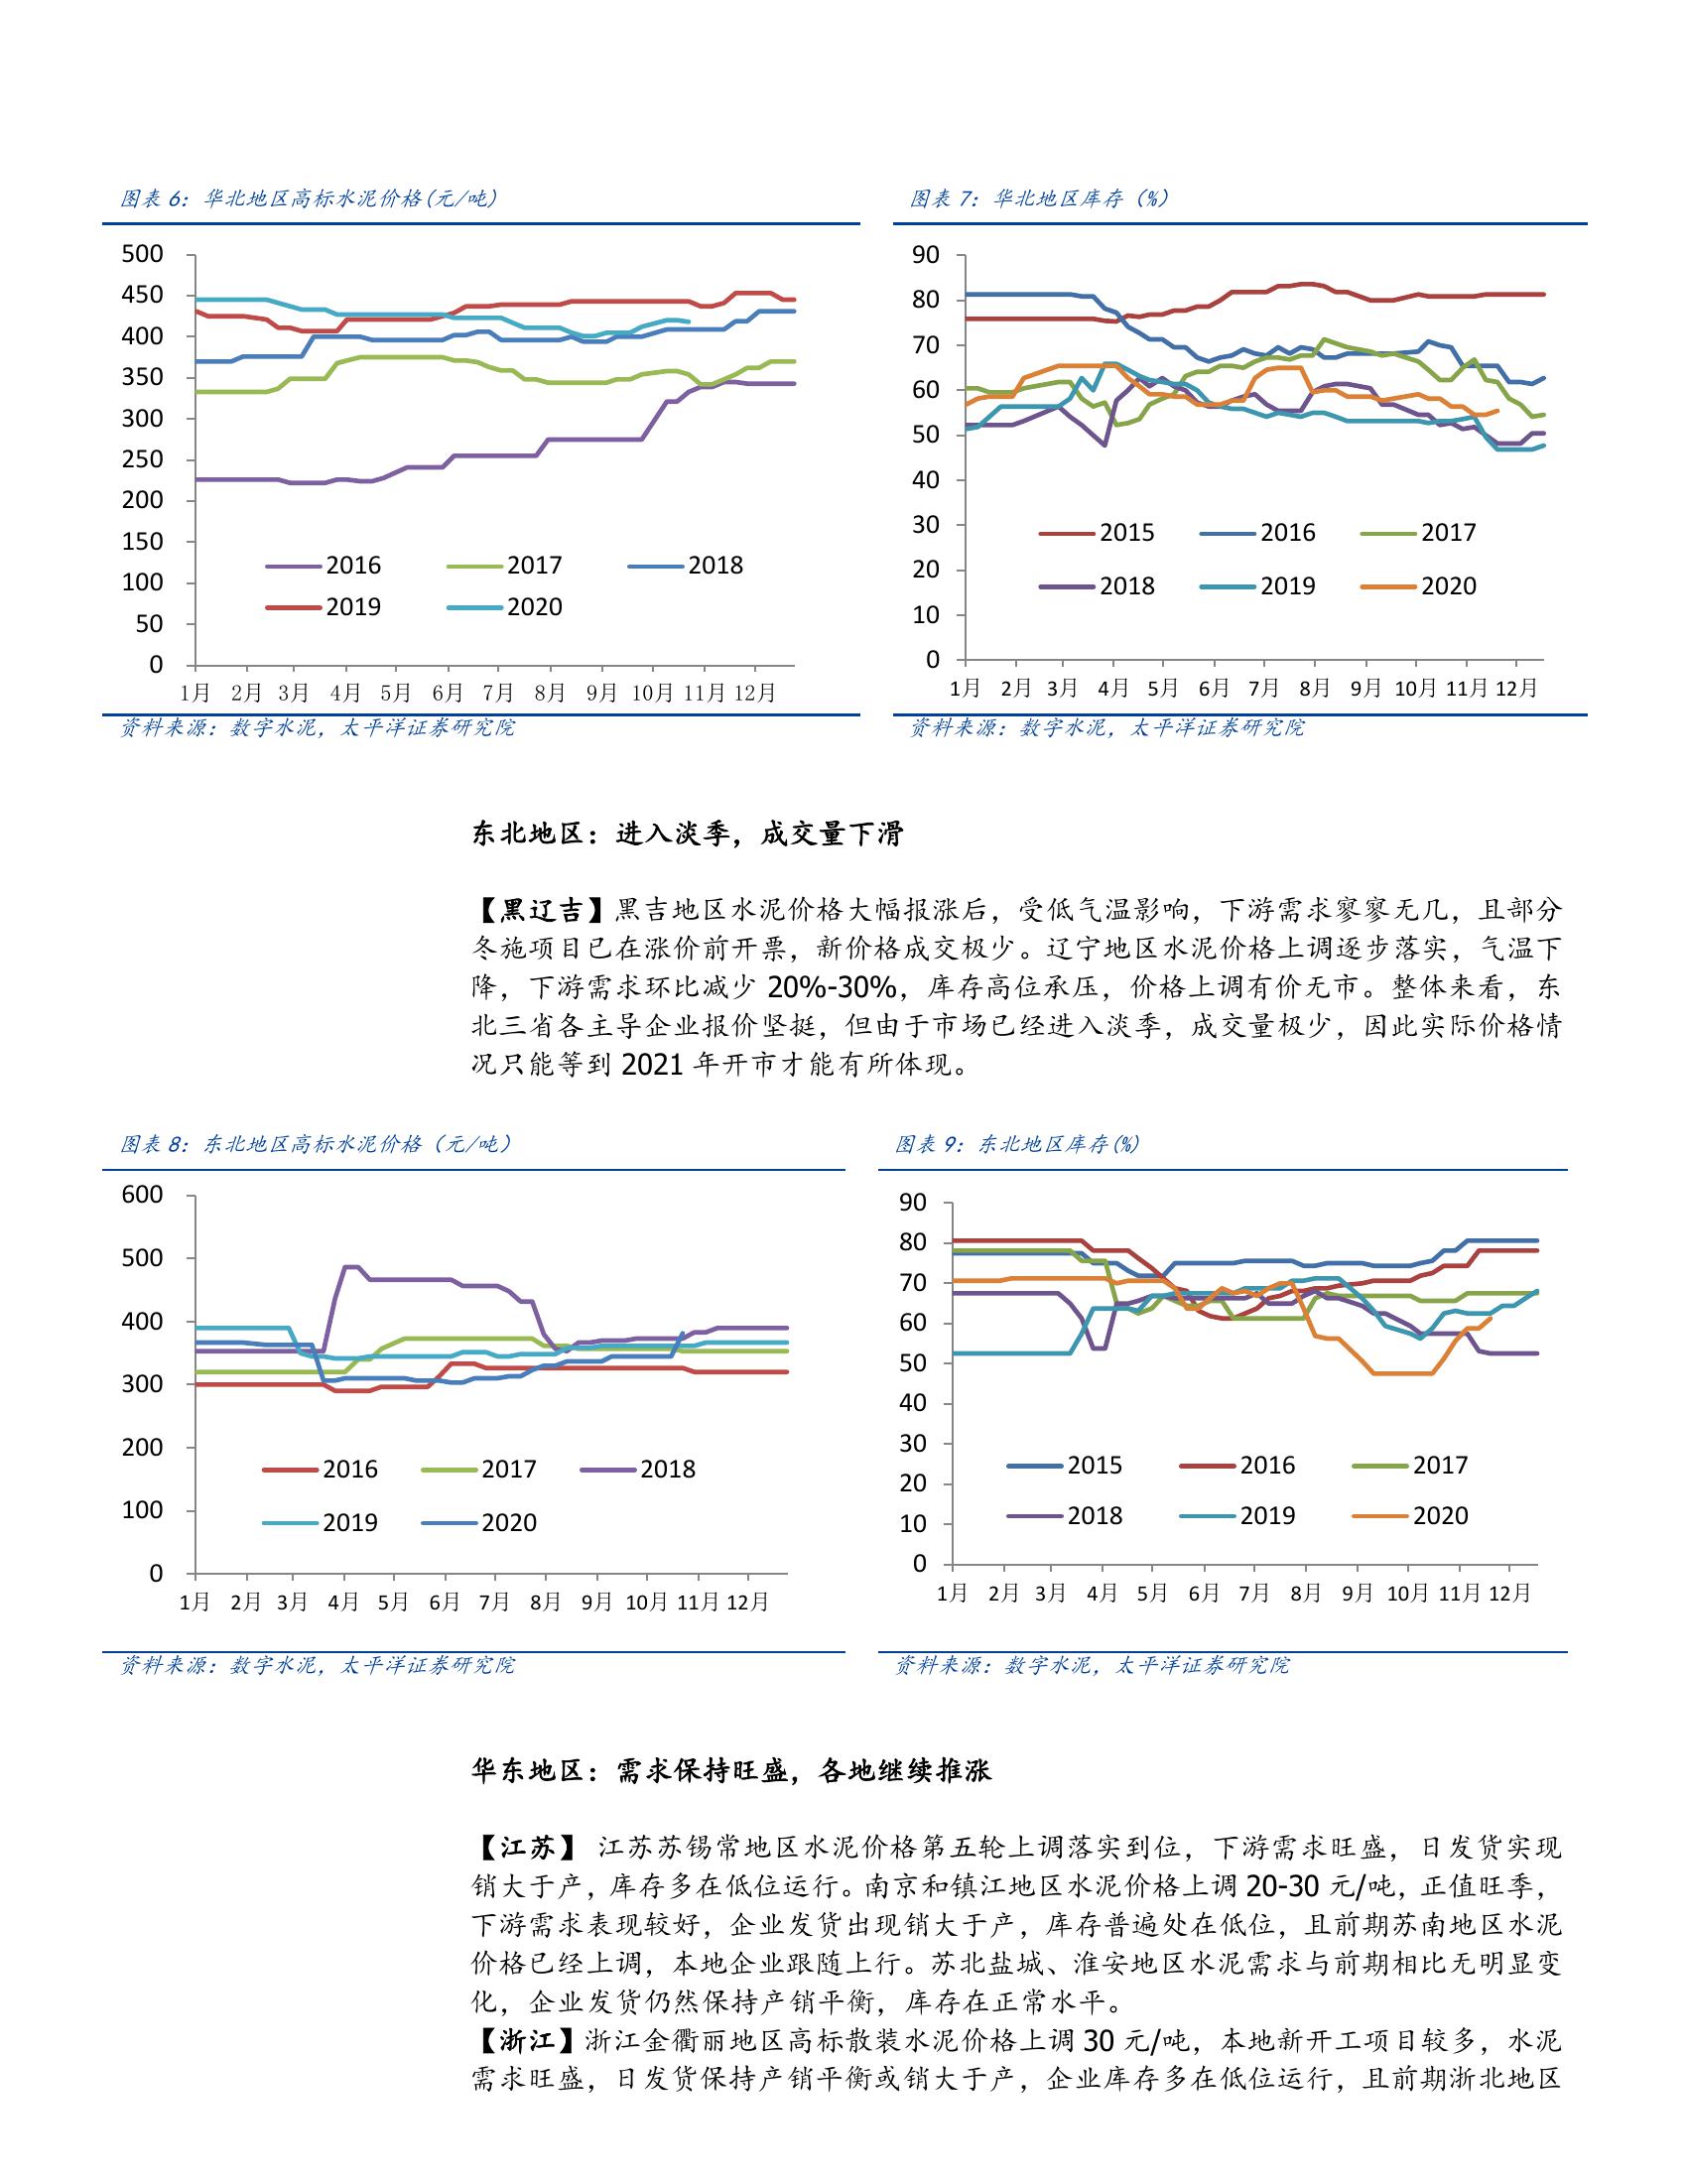 图表 6：华北地区高标水泥价格(元/吨)
500
450
400
350
300
250
200
150
100
50
0
2016 2017 2018
2019 2020
1月 2月 3月 4月 5月 6月 7月 8月 9月 10月 11月 12月
资料来源：数字水泥，太平洋证券研究院
图表 7：华北地区库存（%）
90
80
70
60
50
40
30
20
10
0
2015 2016 2017
2018 2019 2020
1月 2月 3月 4月 5月 6月 7月 8月 9月 10月 11月 12月
资料来源：数字水泥，太平洋证券研究院
东北地区：进入淡季，成交量下滑
【黑辽吉】黑吉地区水泥价格大幅报涨后，受低气温影响，下游需求寥寥无几，且部分
冬施项目已在涨价前开票，新价格成交极少。辽宁地区水泥价格上调逐步落实，气温下
降，下游需求环比减少 20%-30%，库存高位承压，价格上调有价无市。整体来看，东
北三省各主导企业报价坚挺，但由于市场已经进入淡季，成交量极少，因此实际价格情
况只能等到 2021 年开市才能有所体现。
图表 8：东北地区高标水泥价格（元/吨）
600
500
400
300
200
100
0
2016 2017 2018
2019 2020
1月 2月 3月 4月 5月 6月 7月 8月 9月 10月 11月 12月
资料来源：数字水泥，太平洋证券研究院
图表 9：东北地区库存(%)
90
80
70
60
50
40
30
20
10
0
2015 2016 2017
2018 2019 2020
1月 2月 3月 4月 5月 6月 7月 8月 9月 10月 11月 12月
资料来源：数字水泥，太平洋证券研究院
华东地区：需求保持旺盛，各地继续推涨
【江苏】 江苏苏锡常地区水泥价格第五轮上调落实到位，下游需求旺盛，日发货实现
销大于产，库存多在低位运行。南京和镇江地区水泥价格上调 20-30 元/吨，正值旺季，
下游需求表现较好，企业发货出现销大于产，库存普遍处在低位，且前期苏南地区水泥
价格已经上调，本地企业跟随上行。苏北盐城、淮安地区水泥需求与前期相比无明显变
化，企业发货仍然保持产销平衡，库存在正常水平。
【浙江】浙江金衢丽地区高标散装水泥价格上调 30 元/吨，本地新开工项目较多，水泥
需求旺盛，日发货保持产销平衡或销大于产，企业库存多在低位运行，且前期浙北地区